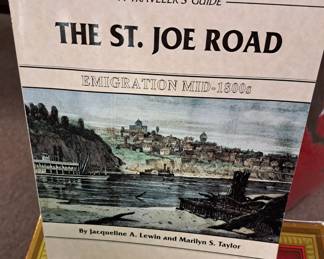 A TRAVELER'S GUIDE
THE ST. JOE ROAD
EMIGRATION MID-1800s
By Jacqueline A. Lewin and Marilyn S. Taylor